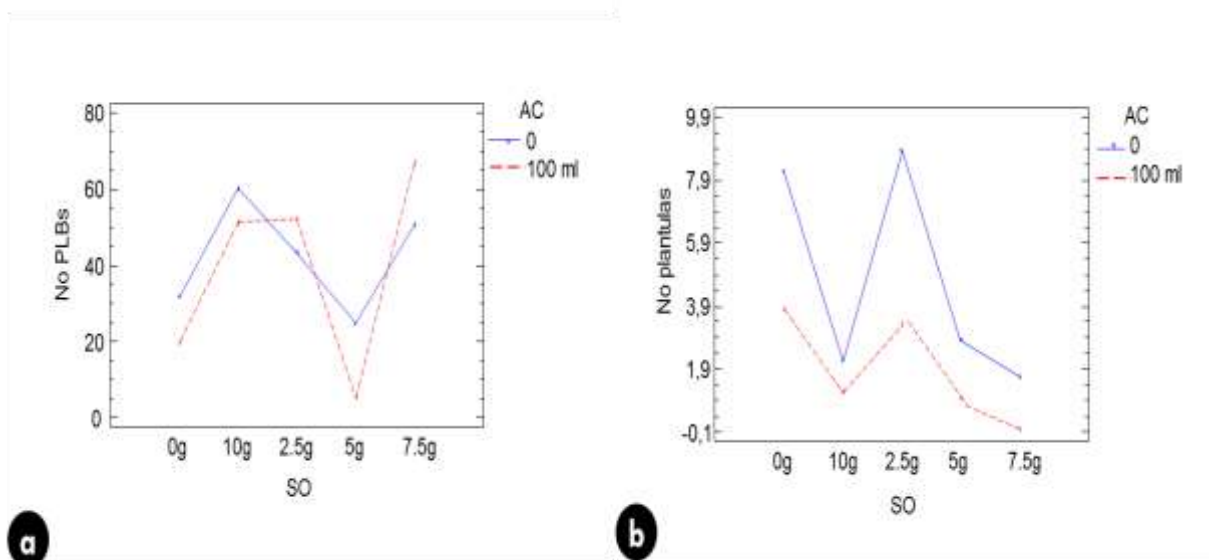 AC
0
100 ml
80
60
40
20
0
No PLBs
0g 10g 2.5g 5g 7.5g
SO
a
AC
0
100 ml
9,9
7,9
5,9
3,9
1,9
-0,1
No plantulas
0g 10g 2.5g 5g 7.5g
SO
b